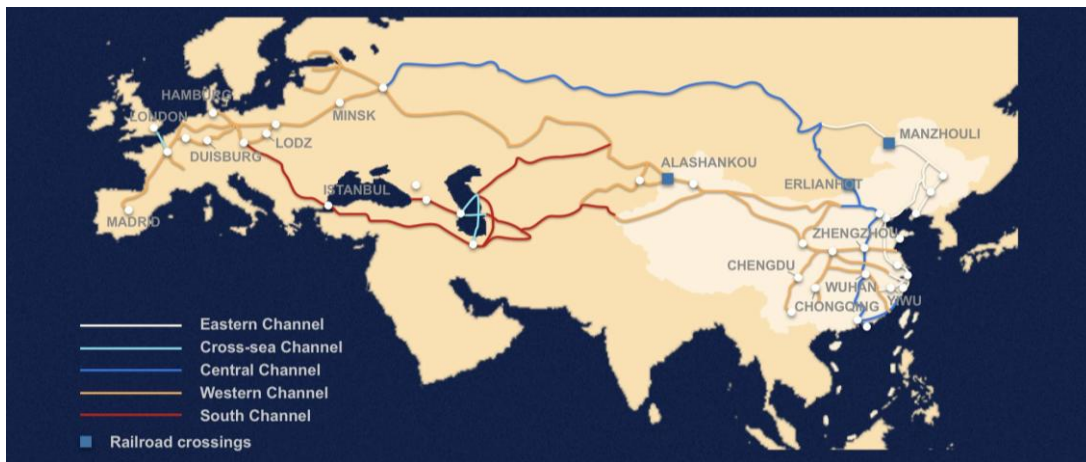 HAMBURG
LONDON
MINSK
DUISBURG
LODZ
MADRID
ISTANBUL
ALASHANKOU
MANZHOULI
ERLIANHOT
ZHENGZHOU
CHENGDU
WUHAN
CHONGQING
YIWU
Eastern Channel
Cross-sea Channel
Central Channel
Western Channel
South Channel
Railroad crossings